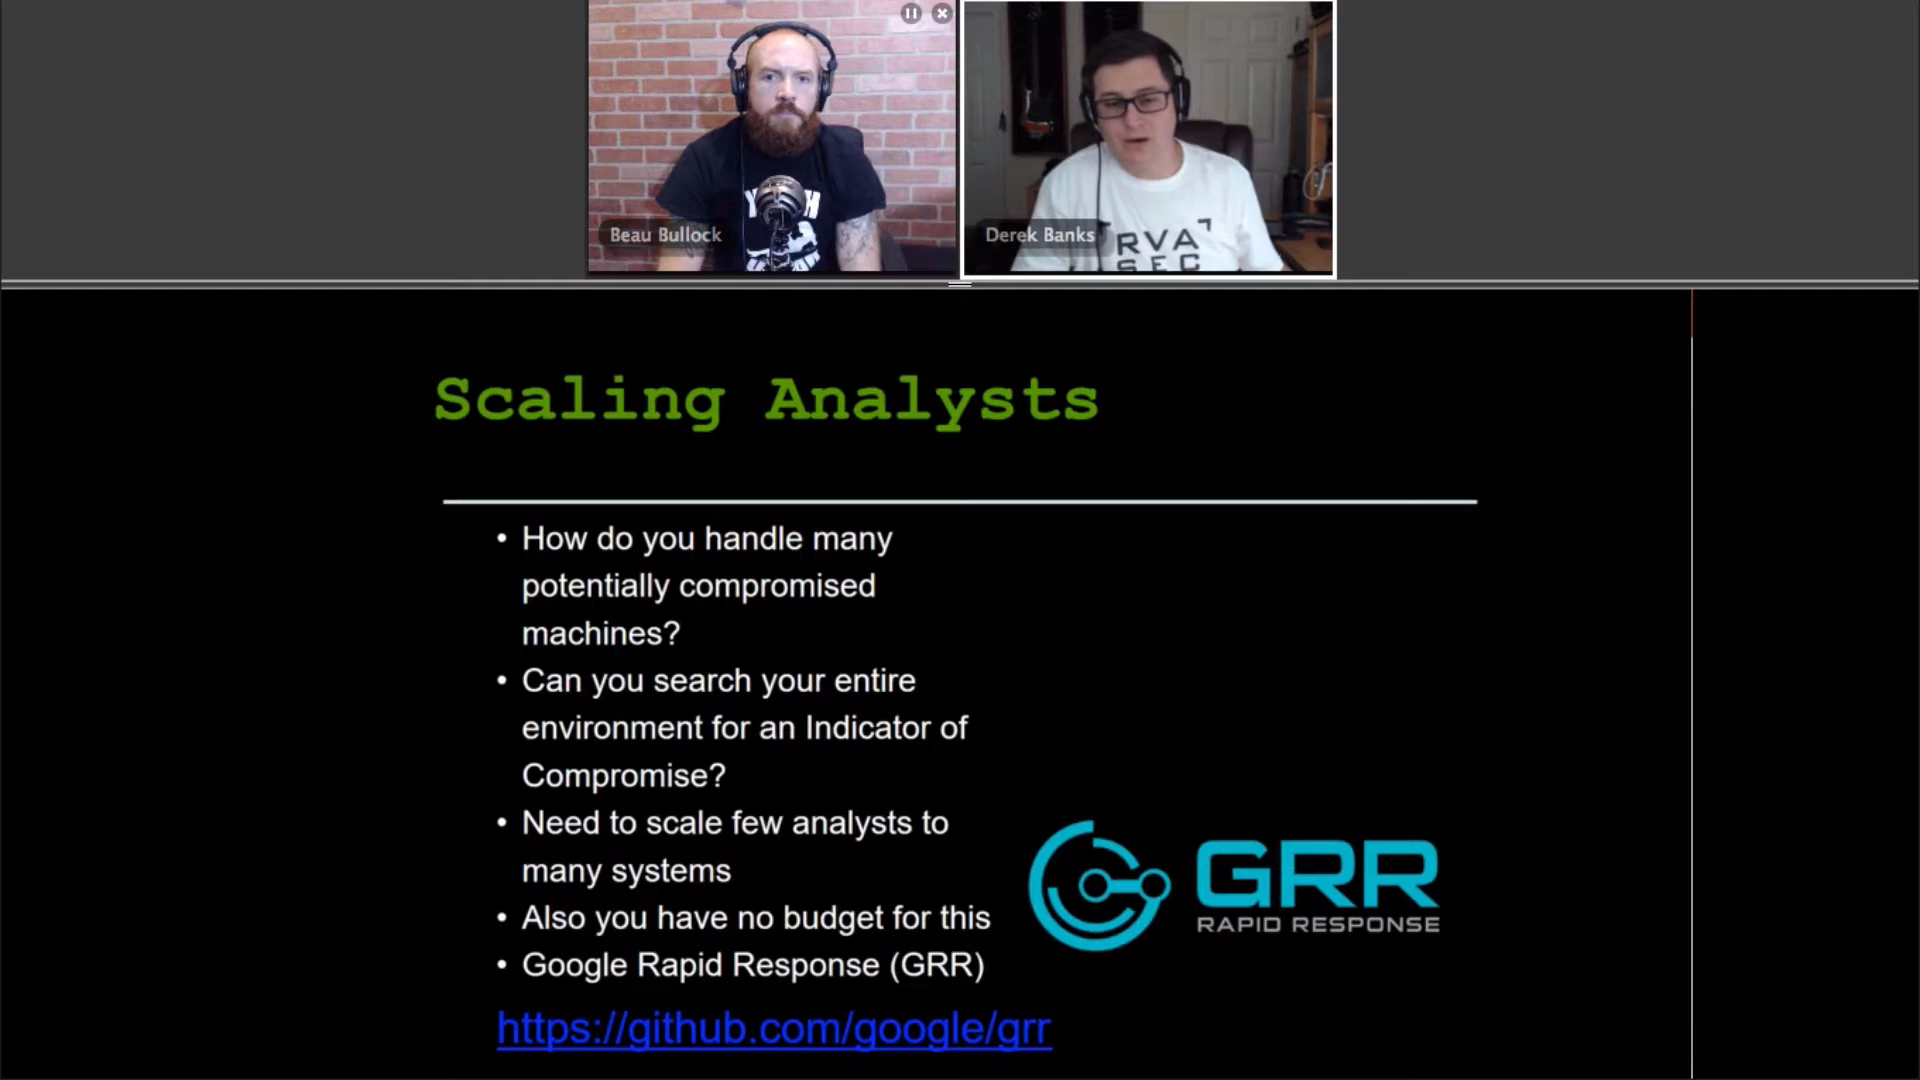 Beau Bullock
Derek Banks
RVA
SEC
Scaling Analysts
• How do you handle many
potentially compromised
machines?
• Can you search your entire
environment for an Indicator of
Compromise?
• Need to scale few analysts to
many systems
• Also you have no budget for this
• Google Rapid Response (GRR)
GRR
RAPID RESPONSE
https://github.com/google/grr